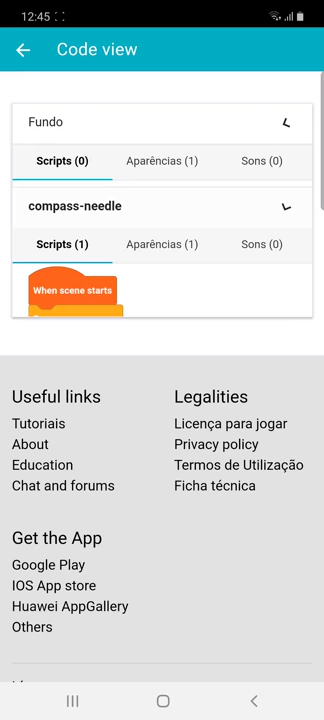 12:45
Code view
Fundo
Scripts (0) Aparências (1) Sons (0)
compass-needle
Scripts (1) Aparências (1) Sons (0)
When scene starts
Useful links
Tutoriais
About
Education
Chat and forums
Legalities
Licença para jogar
Privacy policy
Termos de Utilização
Ficha técnica
Get the App
Google Play
IOS App store
Huawei AppGallery
Others